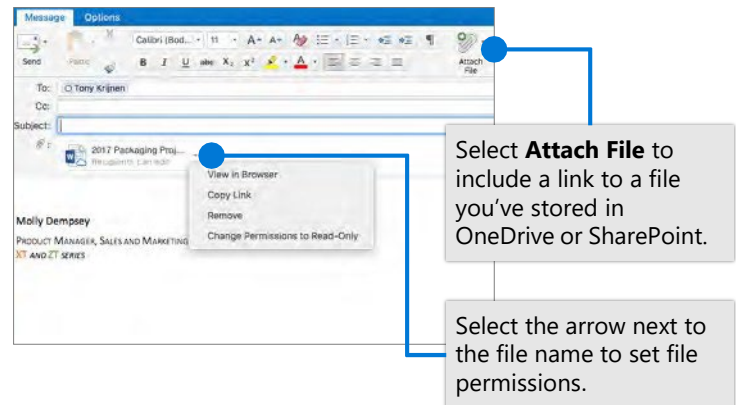 Message Options
Calibri (Bod... 11 A+ A-
Send Paste B I U abc X₂ X² A Attach
File
To: Tony Krijnen
Cc:
Subject:
2017 Packaging Proj...
Recipients can edit
View in Browser
Copy Link
Remove
Change Permissions to Read-Only
Molly Dempsey
PRODUCT MANAGER, SALES AND MARKETING
XT AND ZT SERIES
Select Attach File to
include a link to a file
you’ve stored in
OneDrive or SharePoint.
Select the arrow next to
the file name to set file
permissions.